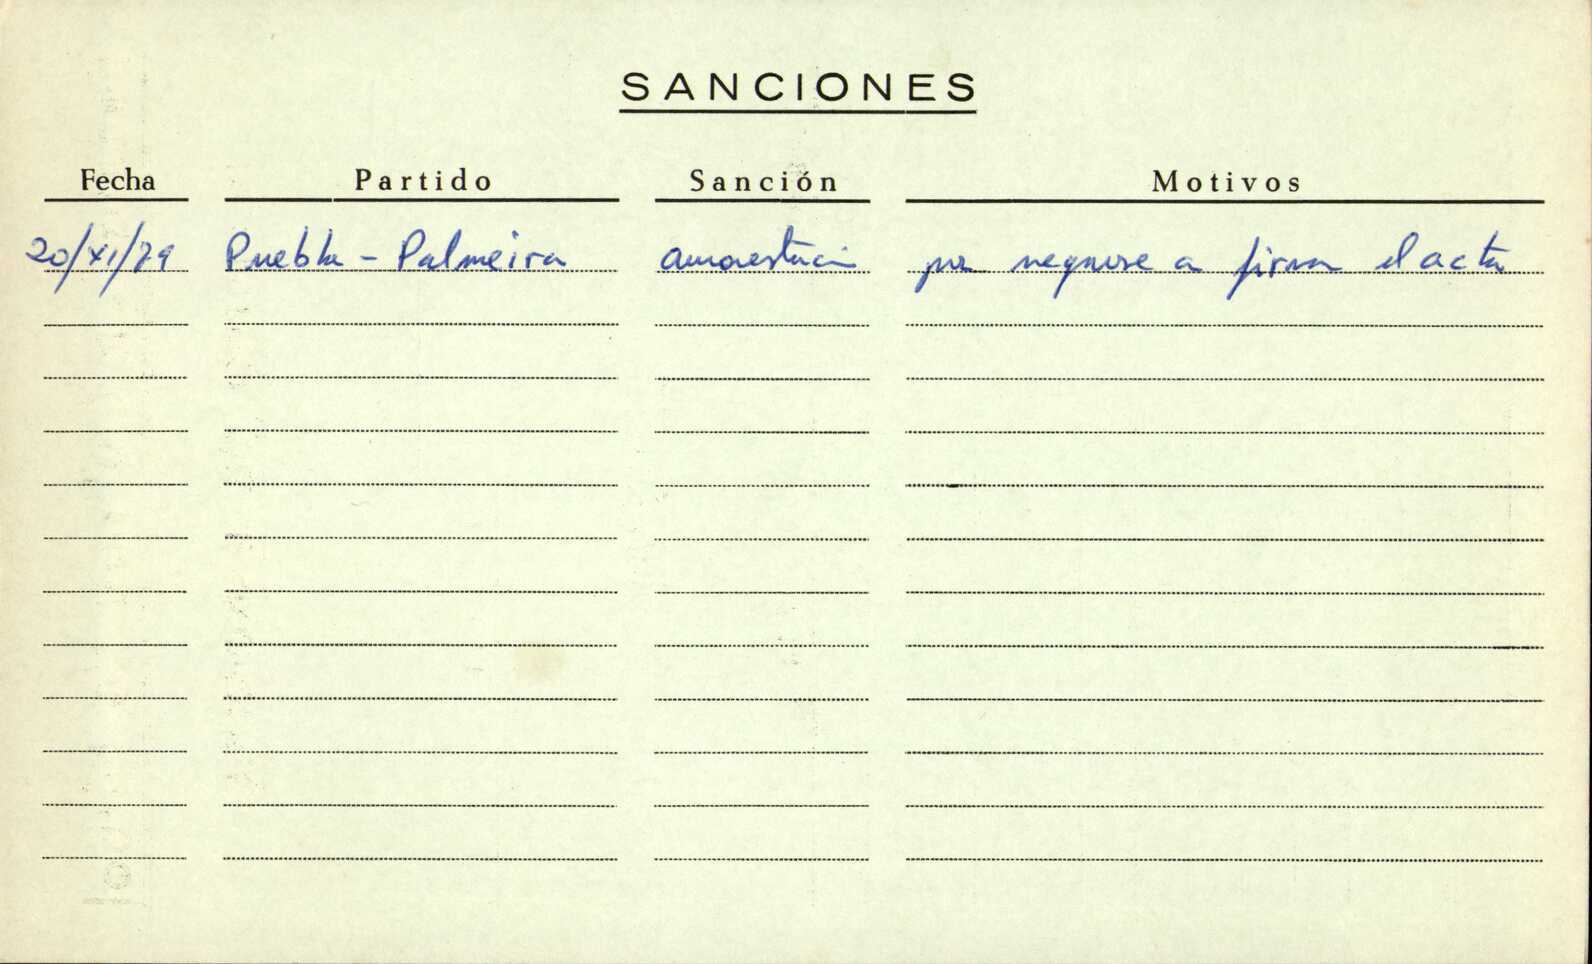 SANCIONES
Fecha Partido Sanción Motivos
20/XI/79 Puebla - Palmeira amonestación por negarse a firmar el acta